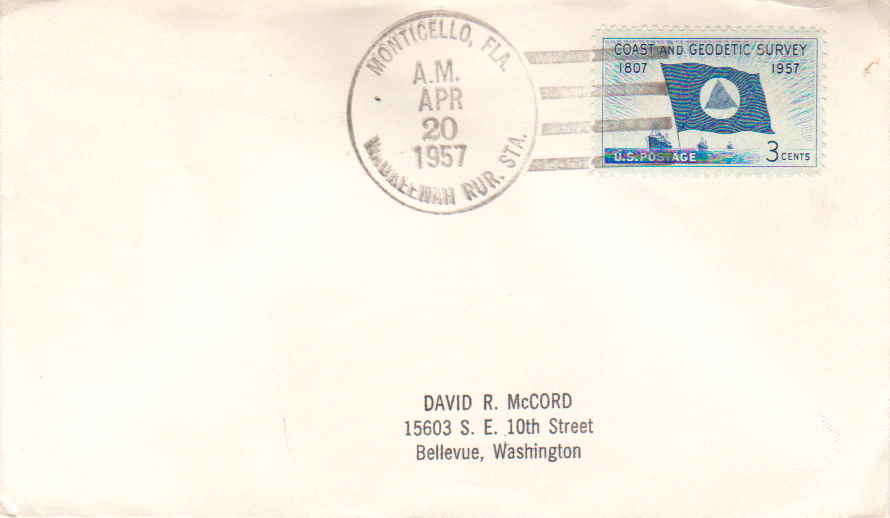 MONTICELLO, FLA.
A.M.
APR
20
1957
WAUKEENAH RUR. STA.
COAST AND GEODETIC SURVEY
1807 1957
U.S. POSTAGE 3 CENTS
DAVID R. McCORD
15603 S. E. 10th Street
Bellevue, Washington